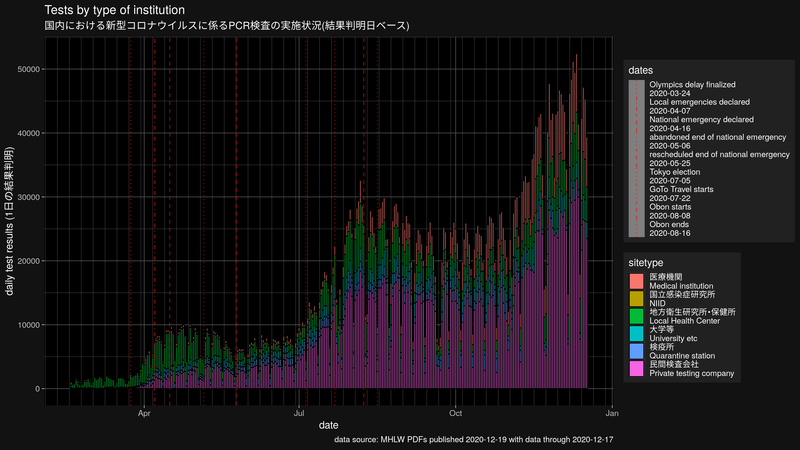 Tests by type of institution
国内における新型コロナウイルスに係るPCR検査の実施状況(結果判明日ベース)
daily test results (1日の結果判明)
50000
40000
30000
20000
10000
0
Apr
Jul
Oct
Jan
date
data source: MHLW PDFs published 2020-12-19 with data through 2020-12-17
dates
Olympics delay finalized
2020-03-24
Local emergencies declared
2020-04-07
National emergency declared
2020-04-16
abandoned end of national emergency
2020-05-06
rescheduled end of national emergency
2020-05-25
Tokyo election
2020-07-05
GoTo Travel starts
2020-07-22
Obon starts
2020-08-08
Obon ends
2020-08-16
sitetype
医療機関
Medical institution
国立感染症研究所
NIID
地方衛生研究所・保健所
Local Health Center
大学等
University etc
検疫所
Quarantine station
民間検査会社
Private testing company